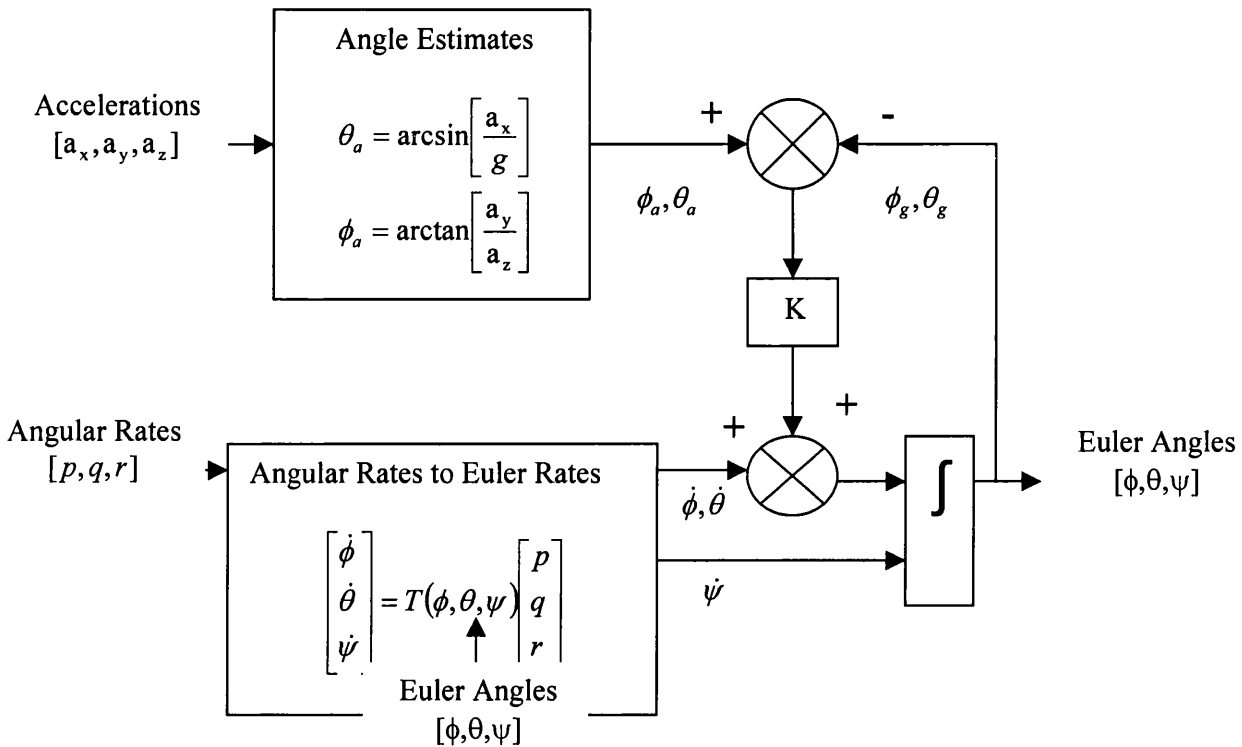 Angle Estimates
Accelerations
[a_x, a_y, a_z]
θ_a = arcsin[a_x / g]
φ_a = arctan[a_y / a_z]
+
-
ϕ_a, θ_a
ϕ_g, θ_g
K
+
+
Angular Rates
[p, q, r]
Angular Rates to Euler Rates
ϕ̇, θ̇
∫
Euler Angles
[ϕ,θ,ψ]
[ϕ̇ θ̇ ψ̇] = T(ϕ, θ, ψ) [p q r]
ψ̇
Euler Angles
[ϕ,θ,ψ]